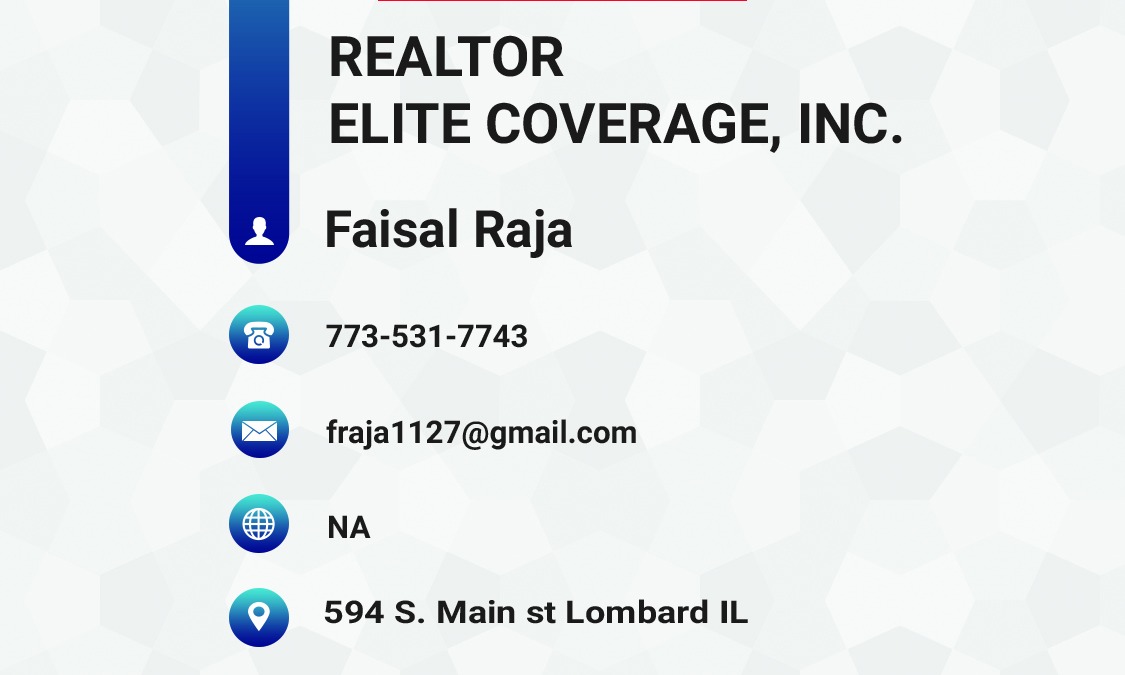 REALTOR
ELITE COVERAGE, INC.
Faisal Raja
773-531-7743
fraja1127@gmail.com
NA
594 S. Main st Lombard IL